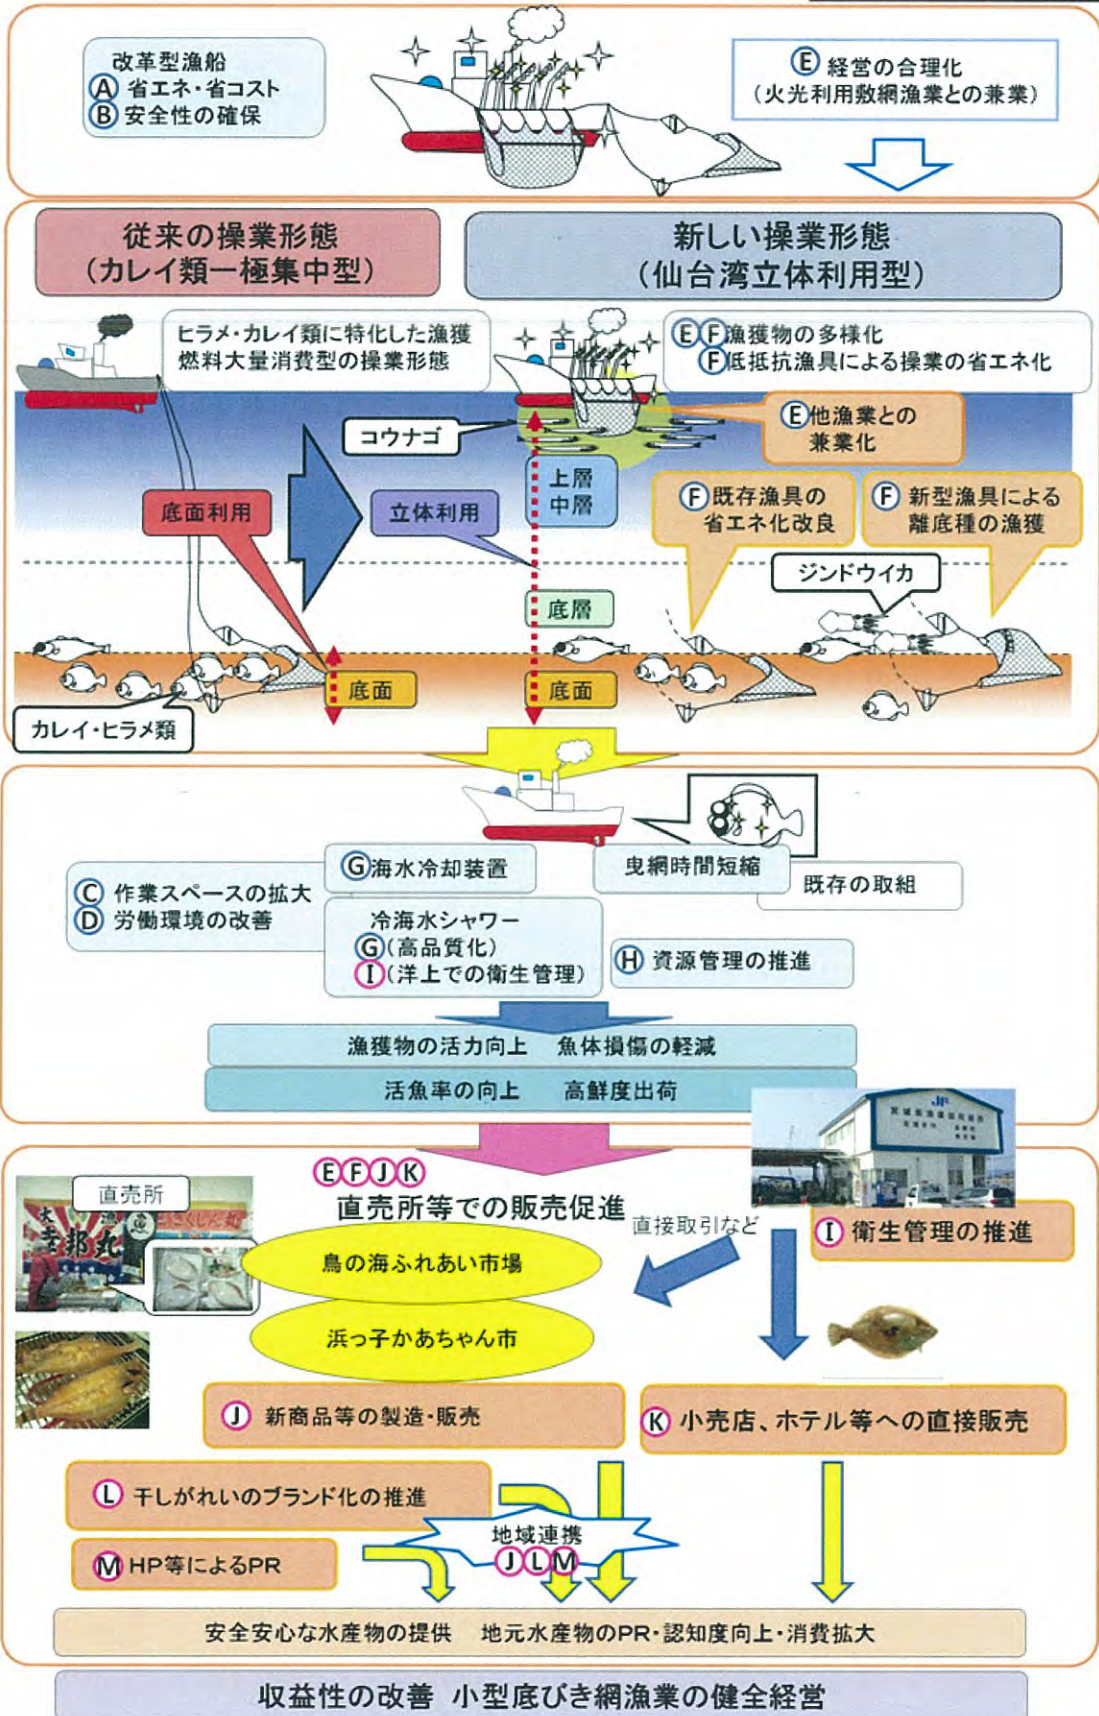 改革型漁船
Ⓐ 省エネ・省コスト
Ⓑ 安全性の確保
Ⓔ 経営の合理化
(火光利用敷網漁業との兼業)
従来の操業形態
(カレイ類一極集中型)
新しい操業形態
(仙台湾立体利用型)
ヒラメ・カレイ類に特化した漁獲
燃料大量消費型の操業形態
ⒺⒻ漁獲物の多様化
Ⓕ低抵抗漁具による操業の省エネ化
コウナゴ
Ⓔ他漁業との
兼業化
上層
中層
底面利用
立体利用
Ⓕ既存漁具の
省エネ化改良
Ⓕ 新型漁具による
離底種の漁獲
ジンドウイカ
底層
底面
底面
カレイ・ヒラメ類
Ⓖ海水冷却装置
曳網時間短縮
既存の取組
Ⓒ 作業スペースの拡大
Ⓓ 労働環境の改善
冷海水シャワー
Ⓖ(高品質化)
Ⓘ(洋上での衛生管理)
Ⓗ 資源管理の推進
漁獲物の活力向上 魚体損傷の軽減
活魚率の向上 高鮮度出荷
JF
ⒺⒻⒿⓀ
直売所等での販売促進
直売所
邦丸
直接取引など
Ⓘ 衛生管理の推進
鳥の海ふれあい市場
浜っ子かあちゃん市
Ⓙ 新商品等の製造・販売
Ⓚ 小売店、ホテル等への直接販売
Ⓛ 干しがれいのブランド化の推進
地域連携
ⒿⓁⓂ
Ⓜ HP等によるPR
安全安心な水産物の提供 地元水産物のPR・認知度向上・消費拡大
収益性の改善 小型底びき網漁業の健全経営